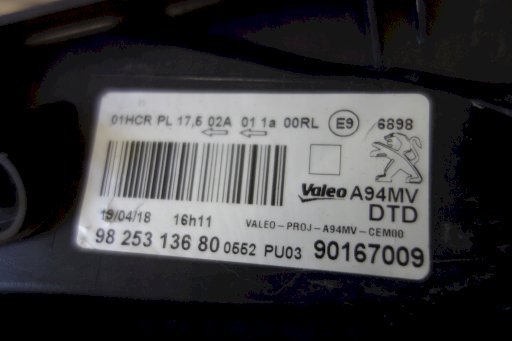 01HCR PL 17,5 02A 01 1a 00RL E9 6898
Valeo A94MV
DTD
19/04/18 16h11 VALEO-PROJ-A94MV-CEM00
98 253 136 80 0552 PU03 90167009